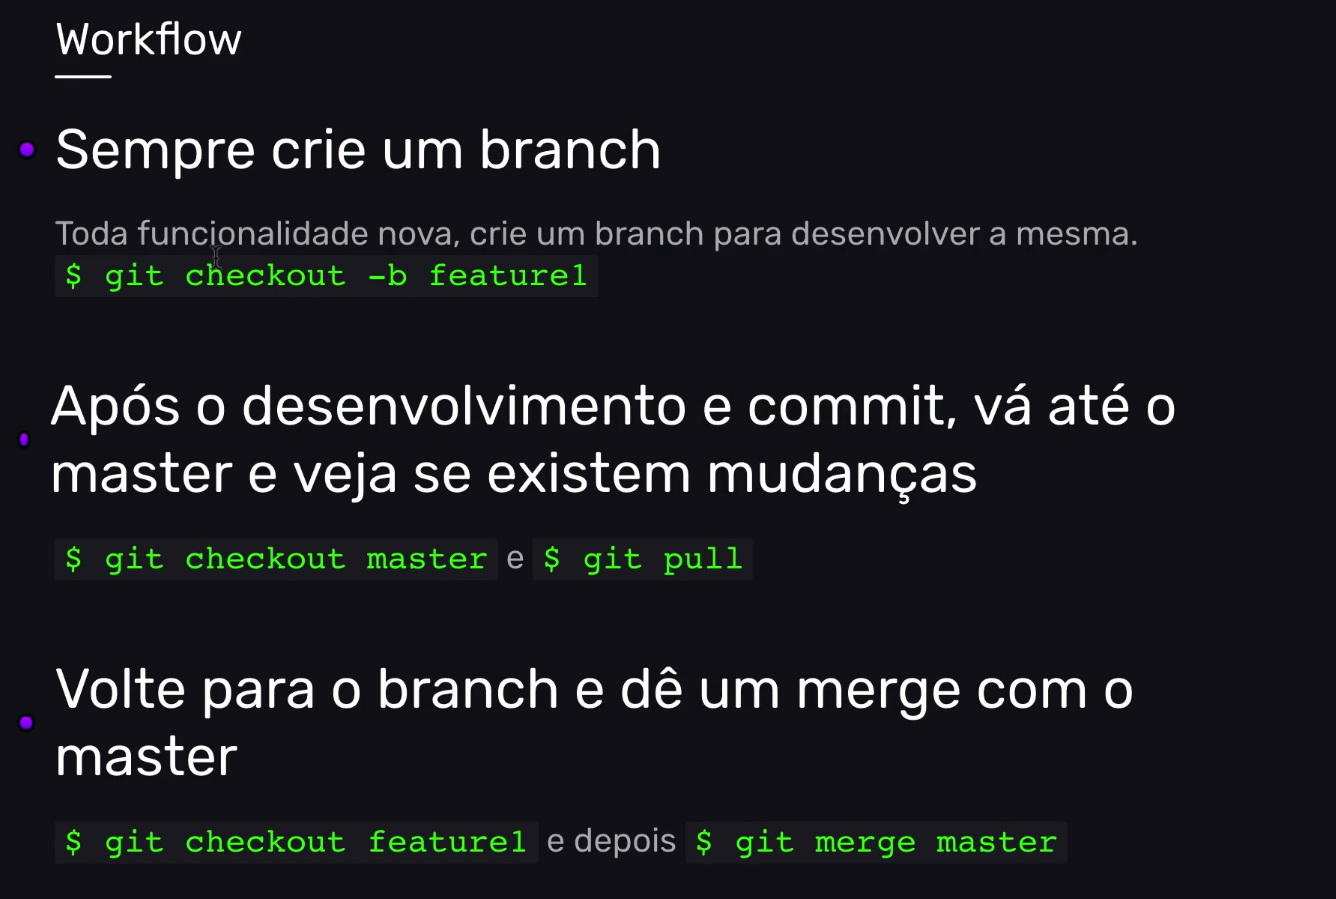 Workflow
Sempre crie um branch
Toda funcionalidade nova, crie um branch para desenvolver a mesma.
$ git checkout -b feature1
Após o desenvolvimento e commit, vá até o
master e veja se existem mudanças
$ git checkout master e $ git pull
Volte para o branch e dê um merge com o
master
$ git checkout feature1 e depois $ git merge master